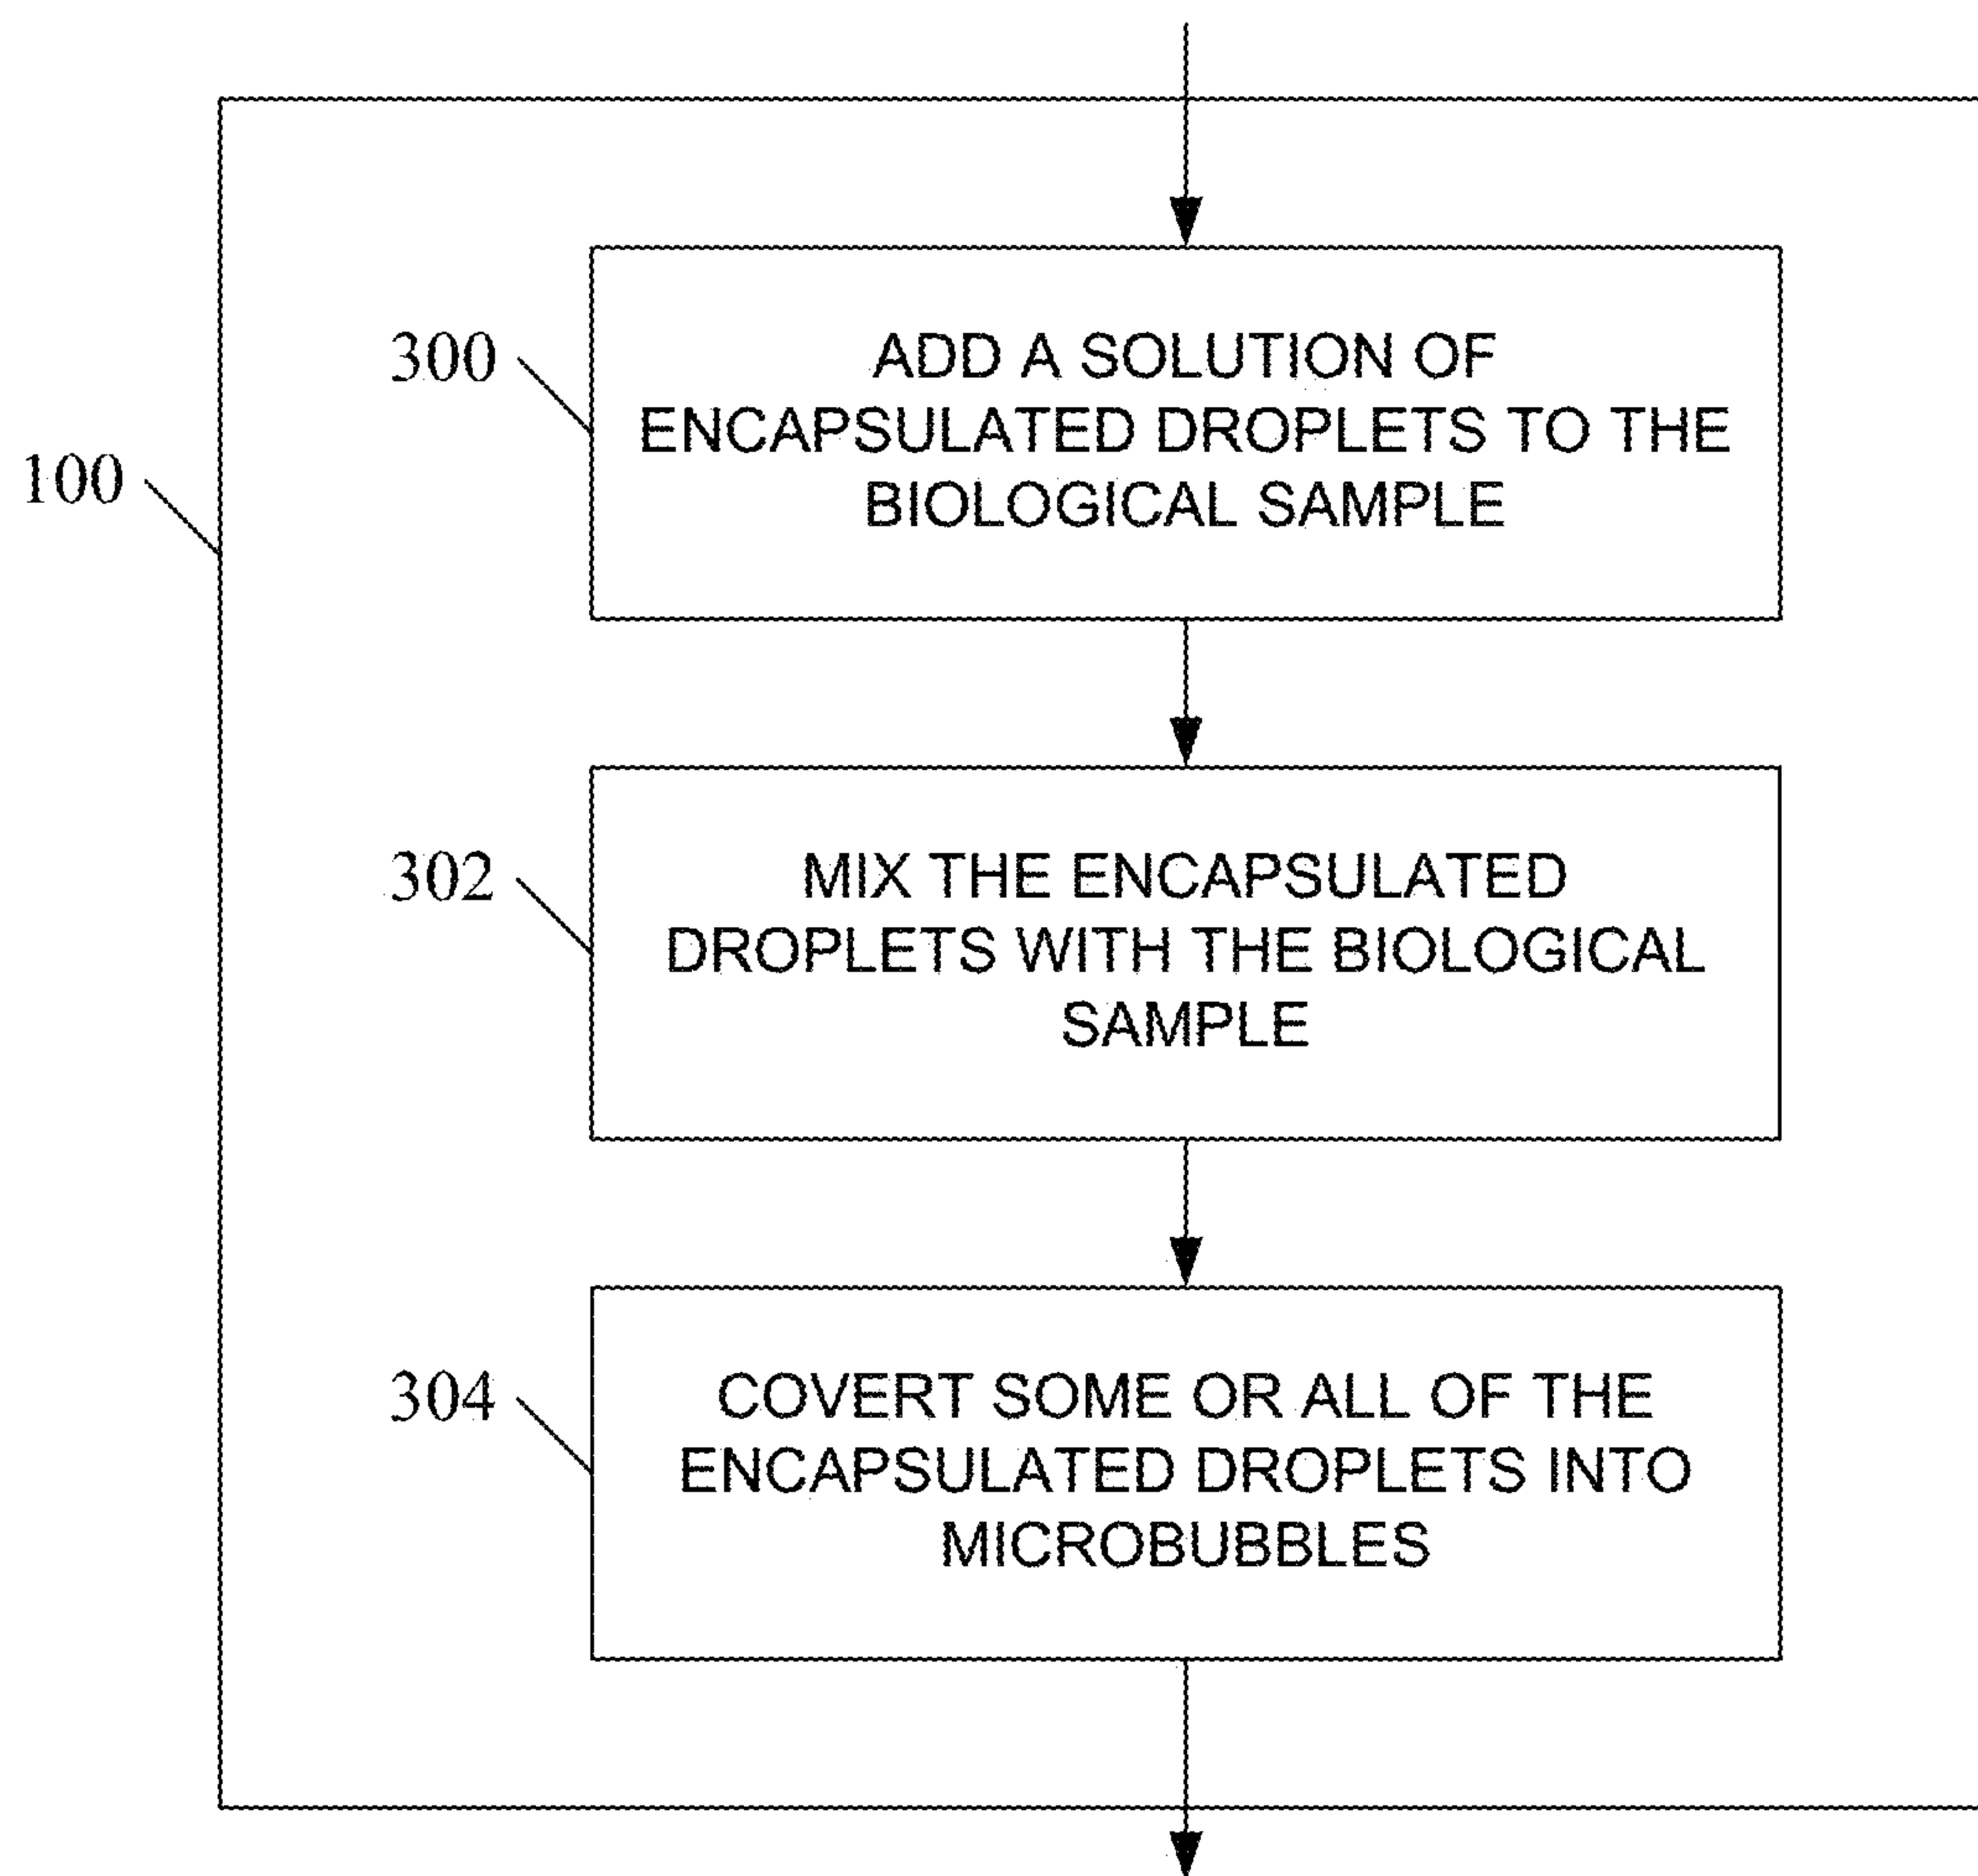 300
ADD A SOLUTION OF
ENCAPSULATED DROPLETS TO THE
BIOLOGICAL SAMPLE
100
302
MIX THE ENCAPSULATED
DROPLETS WITH THE BIOLOGICAL
SAMPLE
304
COVERT SOME OR ALL OF THE
ENCAPSULATED DROPLETS INTO
MICROBUBBLES